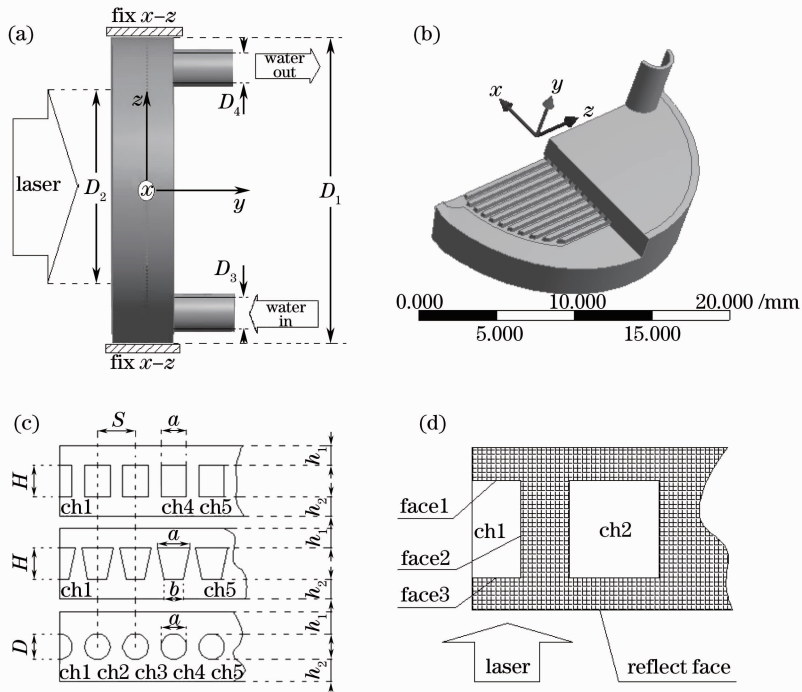 (a)
fix x–z
water
out
D4
z
laser
D2
x
y
D1
D3
water
in
fix x–z
(b)
x
y
z
0.000
10.000
20.000 /mm
5.000
15.000
(c)
S
a
h1
H
ch1
ch4 ch5
h2
a
h1
H
ch1
b
ch5
h2
a
h1
D
ch1 ch2 ch3 ch4 ch5
h2
(d)
face1
ch1
ch2
face2
face3
laser
reflect face